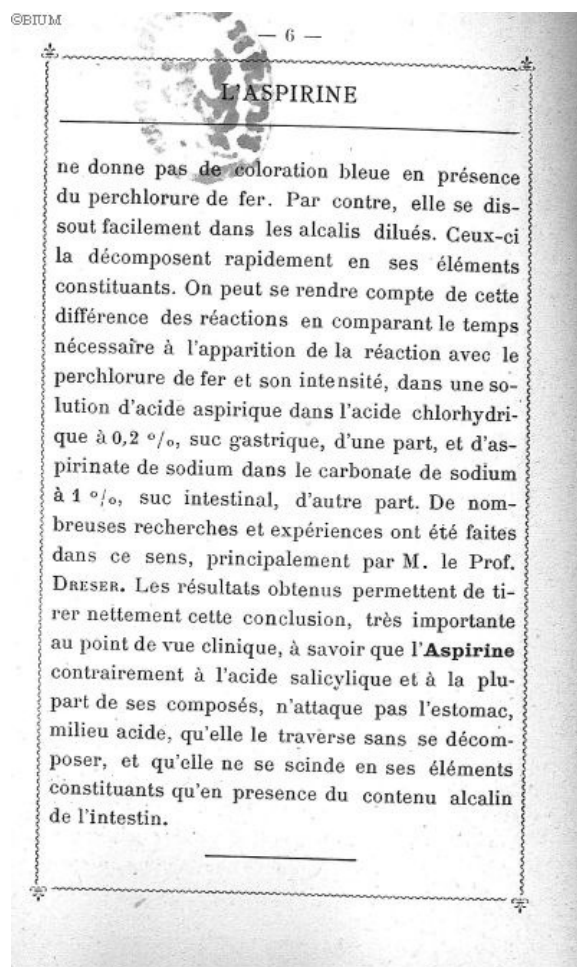 ©BIUM
— 6 —
L'ASPIRINE
ne donne pas de coloration bleue en présence
du perchlorure de fer. Par contre, elle se dis-
sout facilement dans les alcalis dilués. Ceux-ci
la décomposent rapidement en ses éléments
constituants. On peut se rendre compte de cette
différence des réactions en comparant le temps
nécessaire à l'apparition de la réaction avec le
perchlorure de fer et son intensité, dans une so-
lution d'acide aspirique dans l'acide chlorhydri-
que à 0,2 %, suc gastrique, d'une part, et d'as-
pirinate de sodium dans le carbonate de sodium
à 1 %, suc intestinal, d'autre part. De nom-
breuses recherches et expériences ont été faites
dans ce sens, principalement par M. le Prof.
DRESER. Les résultats obtenus permettent de ti-
rer nettement cette conclusion, très importante
au point de vue clinique, à savoir que l'Aspirine
contrairement à l'acide salicylique et à la plu-
part de ses composés, n'attaque pas l'estomac,
milieu acide, qu'elle le traverse sans se décom-
poser, et qu'elle ne se scinde en ses éléments
constituants qu'en presence du contenu alcalin
de l'intestin.